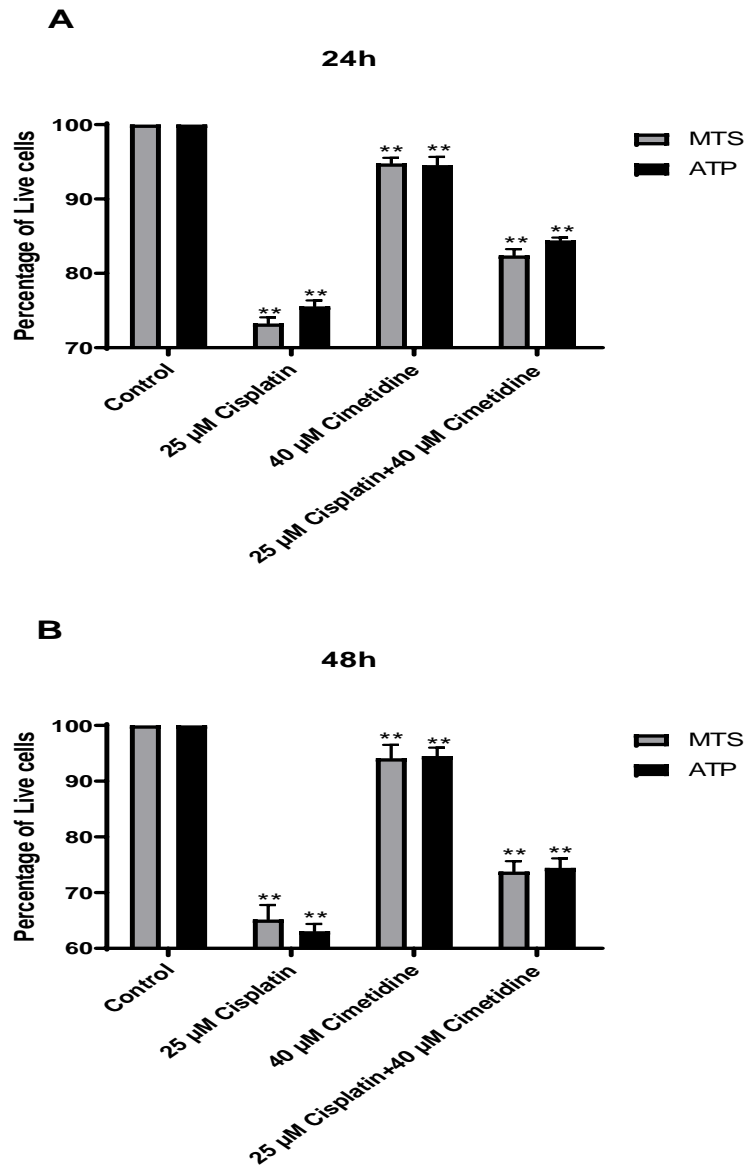 A
24h
Percentage of Live cells
100
90
80
70
** ** ** ** ** **
MTS
ATP
Control
25 µM Cisplatin
40 µM Cimetidine
25 µM Cisplatin+40 µM Cimetidine
B
48h
Percentage of Live cells
100
90
80
70
60
** ** ** ** ** **
MTS
ATP
Control
25 µM Cisplatin
40 µM Cimetidine
25 µM Cisplatin+40 µM Cimetidine